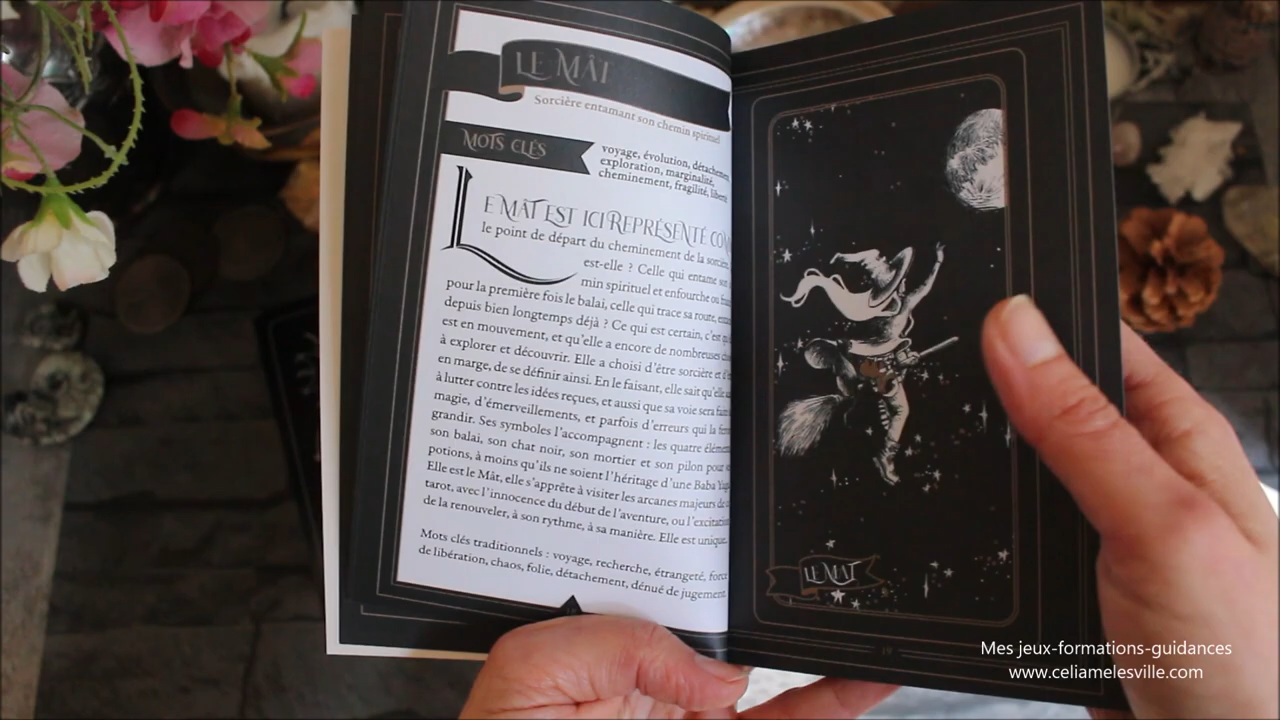 LE MÂT
Sorcière entamant son chemin spirituel
MOTS CLÉS
voyage, évolution, détachement,
exploration, marginalité,
cheminement, fragilité, liberté
LE MÂT EST ICI REPRÉSENTÉ
le point de départ du cheminement de la sorcière,
est-elle ? Celle qui entame son
min spirituel et enfourche ou
pour la première fois le balai, celle qui trace sa route,
depuis bien longtemps déjà ? Ce qui est certain, c'est
est en mouvement, et qu'elle a encore de nombreuses
à explorer et découvrir. Elle a choisi d'être sorcière et
en marge, de se définir ainsi. En le faisant, elle sait qu'elle
à lutter contre les idées reçues, et aussi que sa voie sera
magie, d'émerveillements, et parfois d'erreurs qui la
grandir. Ses symboles l'accompagnent : les quatre
son balai, son chat noir, son mortier et son pilon pour
potions, à moins qu'ils ne soient l'héritage d'une Baba
Elle est le Mât, elle s'apprête à visiter les arcanes majeurs
tarot, avec l'innocence du début de l'aventure, ou l'excitation
de la renouveler, à son rythme, à sa manière. Elle est unique.
Mots clés traditionnels : voyage, recherche, étrangeté, force
de libération, chaos, folie, détachement, dénué de jugement.
LE MAT
19
Mes jeux-formations-guidances
www.celiamelesville.com